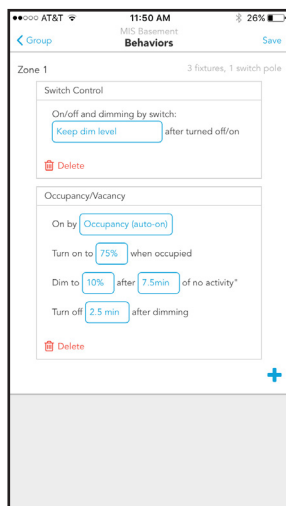 ●●○○○ AT&T 11:50 AM 26%
MIS Basement
Group Behaviors Save
Zone 1 3 fixtures, 1 switch pole
Switch Control
On/off and dimming by switch:
Keep dim level after turned off/on
Delete
Occupancy/Vacancy
On by Occupancy (auto-on)
Turn on to 75% when occupied
Dim to 10% after 7.5min of no activity*
Turn off 2.5 min after dimming
Delete